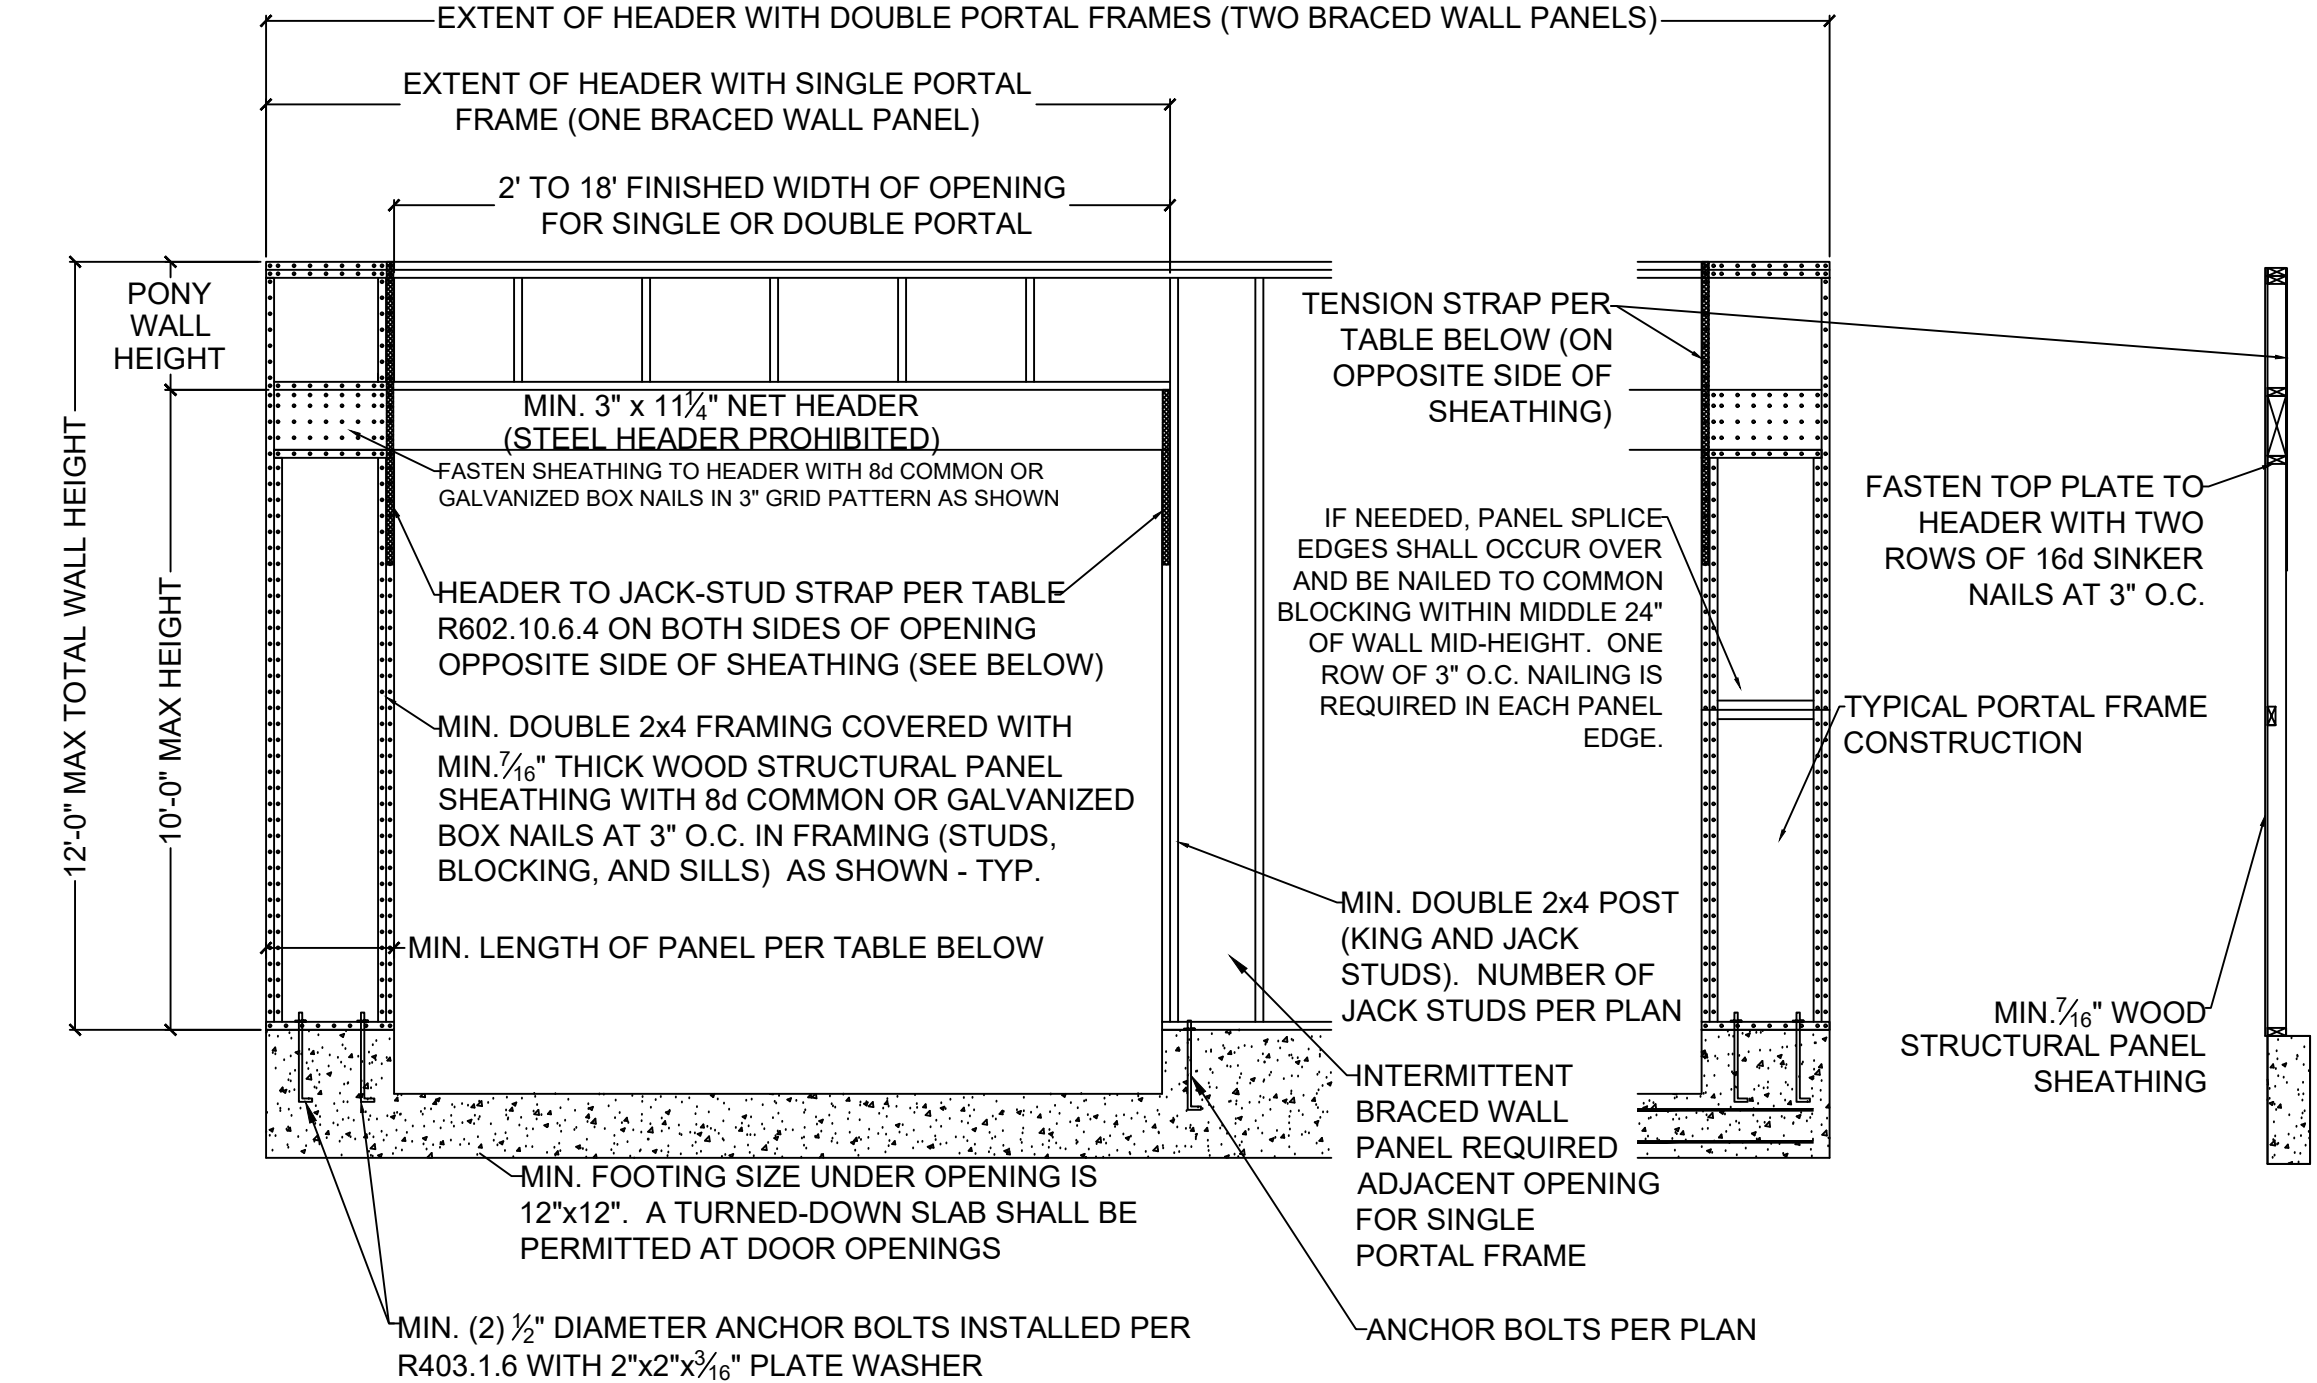 EXTENT OF HEADER WITH DOUBLE PORTAL FRAMES (TWO BRACED WALL PANELS)
EXTENT OF HEADER WITH SINGLE PORTAL
FRAME (ONE BRACED WALL PANEL)
2' TO 18' FINISHED WIDTH OF OPENING
FOR SINGLE OR DOUBLE PORTAL
PONY
WALL
HEIGHT
12'-0" MAX TOTAL WALL HEIGHT
10'-0" MAX HEIGHT
MIN. 3" x 11¼" NET HEADER
(STEEL HEADER PROHIBITED)
FASTEN SHEATHING TO HEADER WITH 8d COMMON OR
GALVANIZED BOX NAILS IN 3" GRID PATTERN AS SHOWN
HEADER TO JACK-STUD STRAP PER TABLE
R602.10.6.4 ON BOTH SIDES OF OPENING
OPPOSITE SIDE OF SHEATHING (SEE BELOW)
MIN. DOUBLE 2x4 FRAMING COVERED WITH
MIN.7⁄16" THICK WOOD STRUCTURAL PANEL
SHEATHING WITH 8d COMMON OR GALVANIZED
BOX NAILS AT 3" O.C. IN FRAMING (STUDS,
BLOCKING, AND SILLS) AS SHOWN - TYP.
MIN. LENGTH OF PANEL PER TABLE BELOW
MIN. FOOTING SIZE UNDER OPENING IS
12"x12". A TURNED-DOWN SLAB SHALL BE
PERMITTED AT DOOR OPENINGS
MIN. (2) ½" DIAMETER ANCHOR BOLTS INSTALLED PER
R403.1.6 WITH 2"x2"x3⁄16" PLATE WASHER
TENSION STRAP PER
TABLE BELOW (ON
OPPOSITE SIDE OF
SHEATHING)
IF NEEDED, PANEL SPLICE
EDGES SHALL OCCUR OVER
AND BE NAILED TO COMMON
BLOCKING WITHIN MIDDLE 24"
OF WALL MID-HEIGHT. ONE
ROW OF 3" O.C. NAILING IS
REQUIRED IN EACH PANEL
EDGE.
MIN. DOUBLE 2x4 POST
(KING AND JACK
STUDS). NUMBER OF
JACK STUDS PER PLAN
INTERMITTENT
BRACED WALL
PANEL REQUIRED
ADJACENT OPENING
FOR SINGLE
PORTAL FRAME
ANCHOR BOLTS PER PLAN
FASTEN TOP PLATE TO
HEADER WITH TWO
ROWS OF 16d SINKER
NAILS AT 3" O.C.
TYPICAL PORTAL FRAME
CONSTRUCTION
MIN.7⁄16" WOOD
STRUCTURAL PANEL
SHEATHING